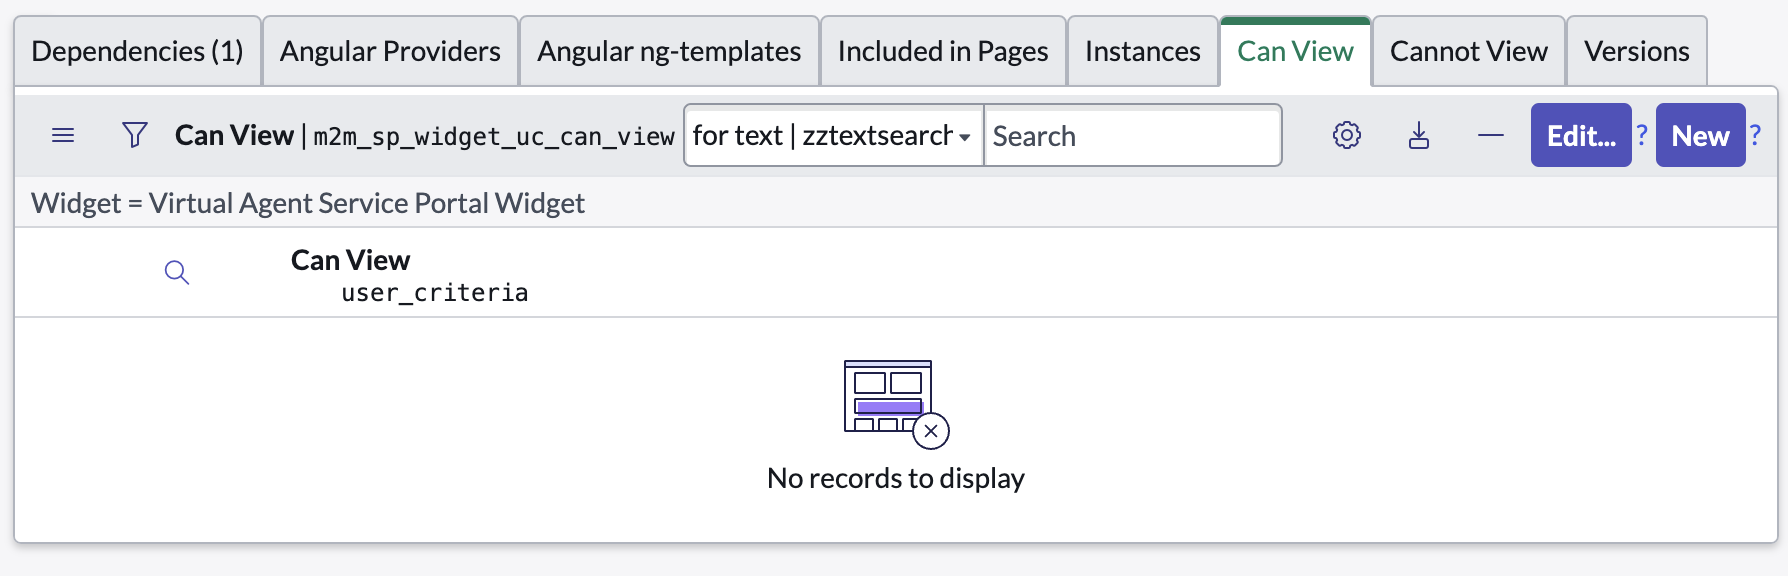 Dependencies (1) Angular Providers Angular ng-templates Included in Pages Instances Can View Cannot View Versions
Can View | m2m_sp_widget_uc_can_view for text | zztextsearch Search Edit... ? New ?
Widget = Virtual Agent Service Portal Widget
Can View
user_criteria
No records to display